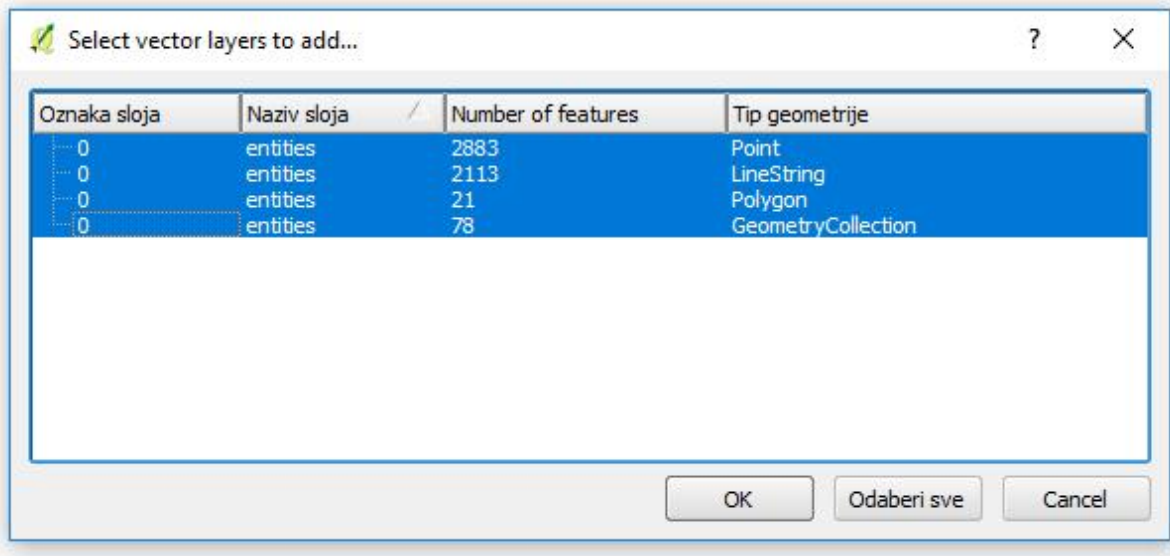 Select vector layers to add...
Oznaka sloja Naziv sloja Number of features Tip geometrije
0 entities 2883 Point
0 entities 2113 LineString
0 entities 21 Polygon
0 entities 78 GeometryCollection
OK Odaberi sve Cancel